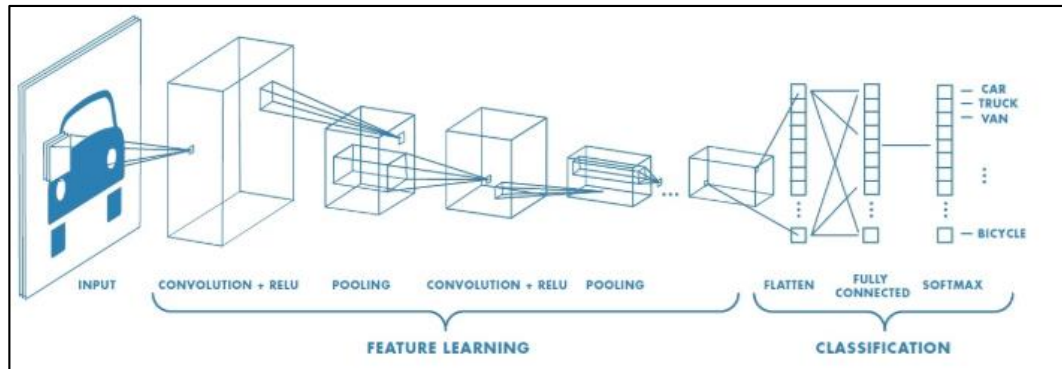 CAR
TRUCK
VAN
BICYCLE
INPUT
CONVOLUTION + RELU
POOLING
CONVOLUTION + RELU
POOLING
FLATTEN
FULLY
CONNECTED
SOFTMAX
FEATURE LEARNING
CLASSIFICATION